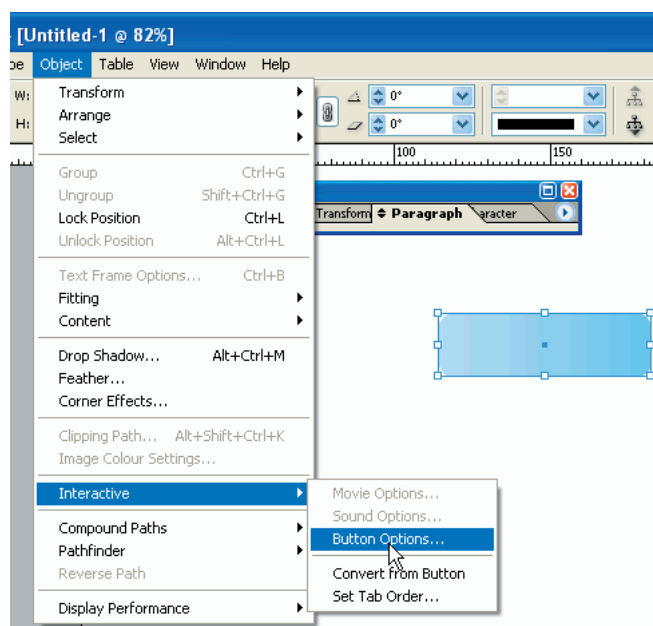 [Untitled-1 @ 82%]
pe Object Table View Window Help
W: 0°
H: 0°
100 150
Transform Paragraph aracter
Transform
Arrange
Select
Group Ctrl+G
Ungroup Shift+Ctrl+G
Lock Position Ctrl+L
Unlock Position Alt+Ctrl+L
Text Frame Options... Ctrl+B
Fitting
Content
Drop Shadow... Alt+Ctrl+M
Feather...
Corner Effects...
Clipping Path... Alt+Shift+Ctrl+K
Image Colour Settings...
Interactive
Compound Paths
Pathfinder
Reverse Path
Display Performance
Movie Options...
Sound Options...
Button Options...
Convert from Button
Set Tab Order...